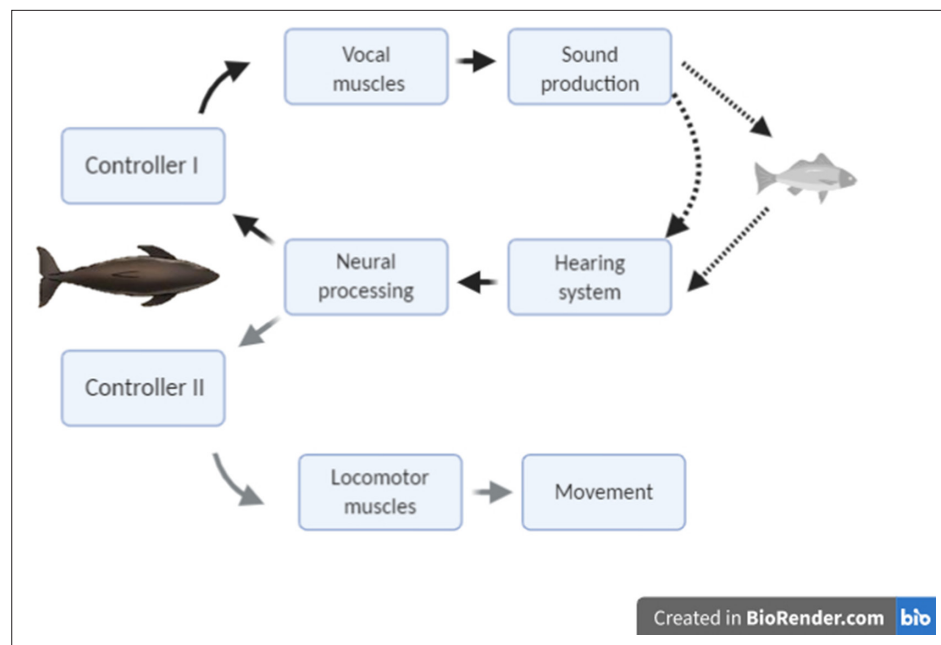 Vocal
muscles
Sound
production
Controller I
Neural
processing
Hearing
system
Controller II
Locomotor
muscles
Movement
Created in BioRender.com bio